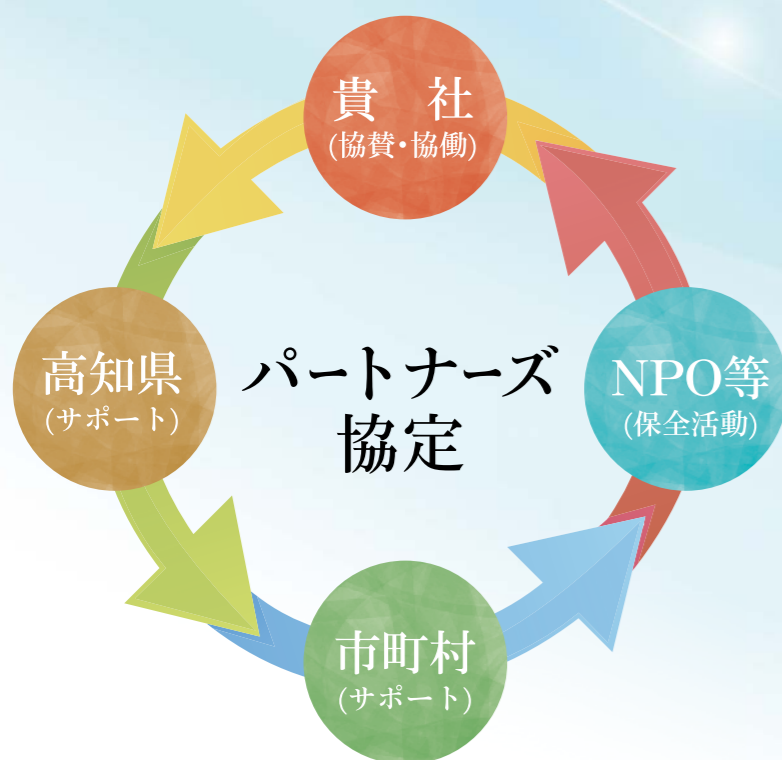 貴 社
(協賛・協働)
高知県
(サポート)
パートナーズ
協定
NPO等
(保全活動)
市町村
(サポート)